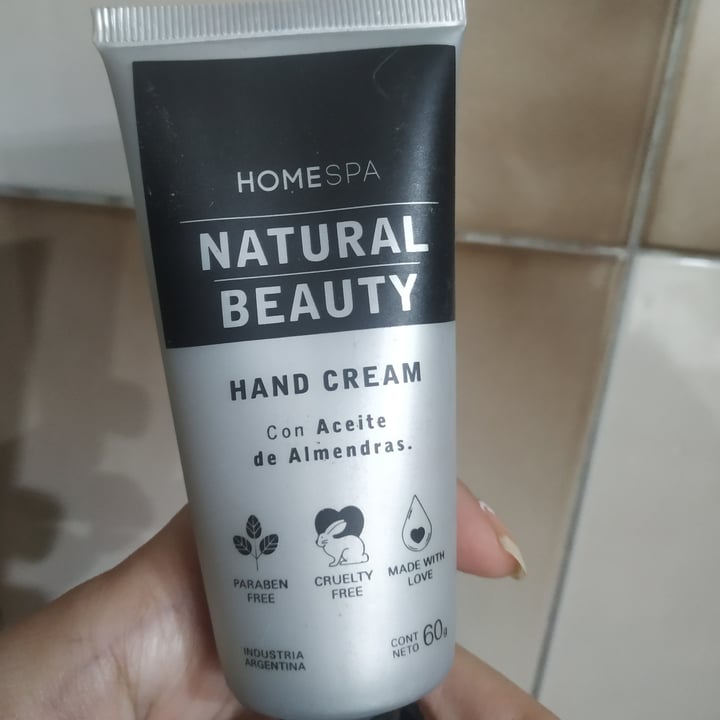 HOMESPA
NATURAL
BEAUTY
HAND CREAM
Con Aceite
de Almendras.
PARABEN
FREE
CRUELTY
FREE
MADE WITH
LOVE
INDUSTRIA
ARGENTINA
CONT
NETO 60g